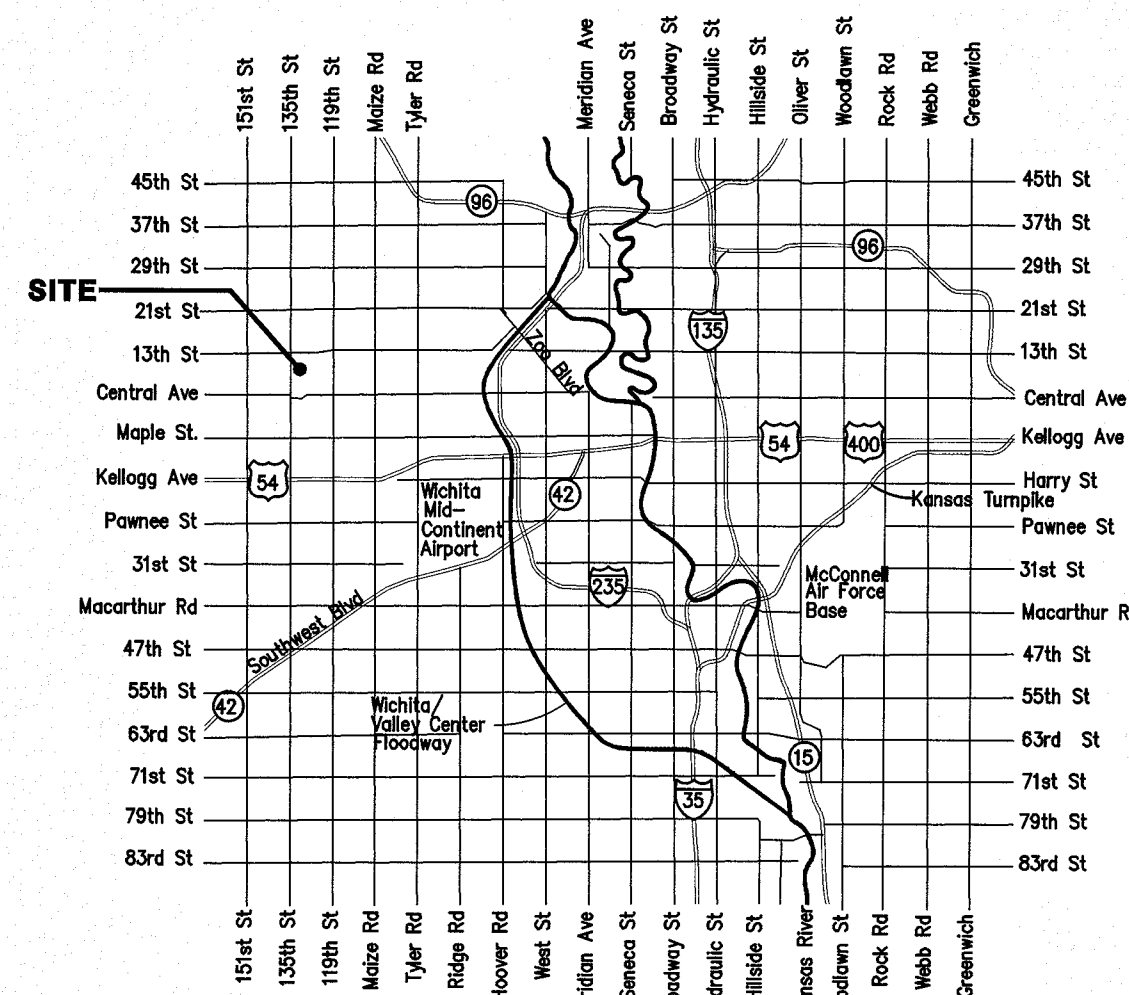 151st St
135th St
119th St
Maize Rd
Tyler Rd
Meridian Ave
Seneca St
Broadway St
Hydraulic St
Hillside St
Oliver St
Woodlawn St
Rock Rd
Webb Rd
Greenwich
45th St
37th St
29th St
SITE
21st St
13th St
Central Ave
Maple St.
Kellogg Ave
Pawnee St
31st St
Macarthur Rd
47th St
55th St
63rd St
71st St
79th St
83rd St
96
96
135
Zoo Blvd
54
400
54
42
Wichita
Mid-
Continent
Airport
Kansas Turnpike
235
McConnell
Air Force
Base
Southwest Blvd
42
Wichita/
Valley Center
Floodway
15
35
45th St
37th St
29th St
21st St
13th St
Central Ave
Kellogg Ave
Harry St
Pawnee St
31st St
Macarthur R
47th St
55th St
63rd St
71st St
79th St
83rd St
151st St
135th St
119th St
Maize Rd
Tyler Rd
Ridge Rd
Hoover Rd
West St
ridian Ave
Seneca St
oadway St
draulic St
Hillside St
nsas River
odlawn St
Rock Rd
Webb Rd
Greenwich